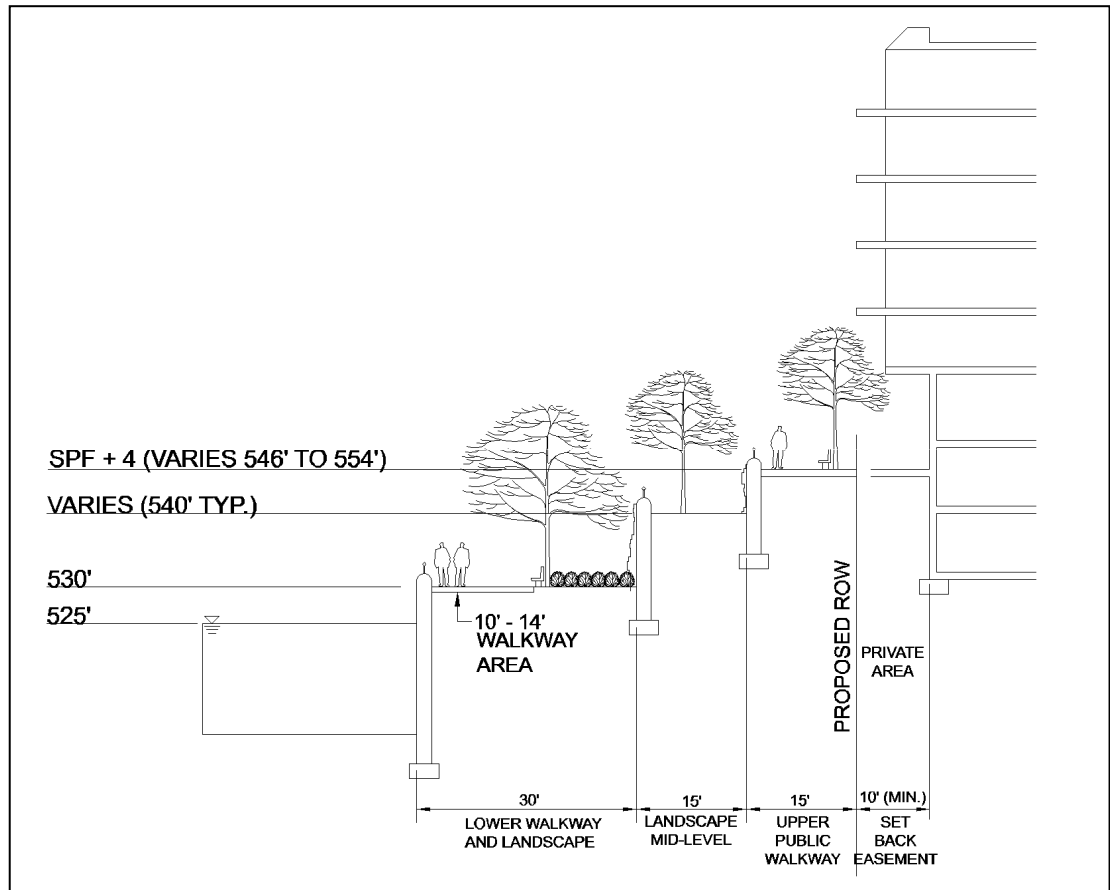 SPF + 4 (VARIES 546' TO 554')
VARIES (540' TYP.)
530'
525'
10' - 14'
WALKWAY
AREA
PROPOSED ROW
PRIVATE
AREA
30'
LOWER WALKWAY
AND LANDSCAPE
15'
LANDSCAPE
MID-LEVEL
15'
UPPER
PUBLIC
WALKWAY
10' (MIN.)
SET
BACK
EASEMENT